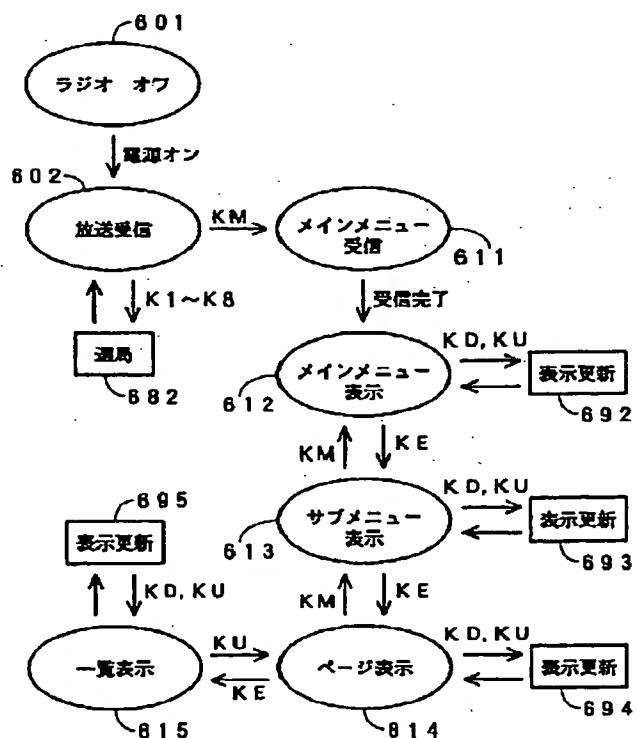 601
ラジオ オフ
電源オン
602
放送受信
KM
メインメニュー
受信
611
K1～K8
受信完了
選局
682
メインメニュー
表示
612
KD, KU
表示更新
692
KM
KE
695
表示更新
サブメニュー
表示
613
KD, KU
表示更新
693
KD, KU
KM
KE
一覧表示
615
KU
KE
ページ表示
614
KD, KU
表示更新
694